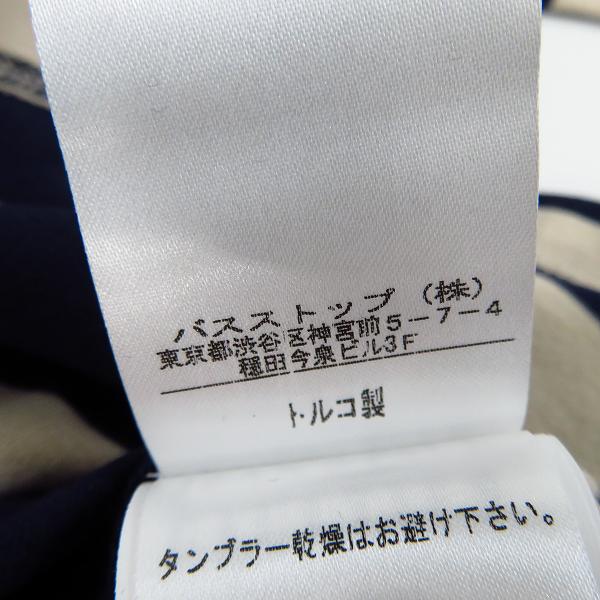 バスストップ（株）
東京都渋谷区神宮前5-7-4
穏田今泉ビル3F
トルコ製
タンブラー乾燥はお避け下さい。